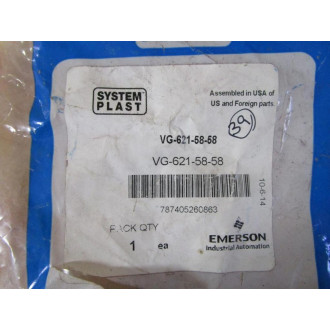 SYSTEM
PLAST
Assembled in USA of
US and Foreign parts
39
VG-621-58-58
VG-621-58-58
787405260863
10-6-14
PACK QTY
1 ea
EMERSON
Industrial Automation